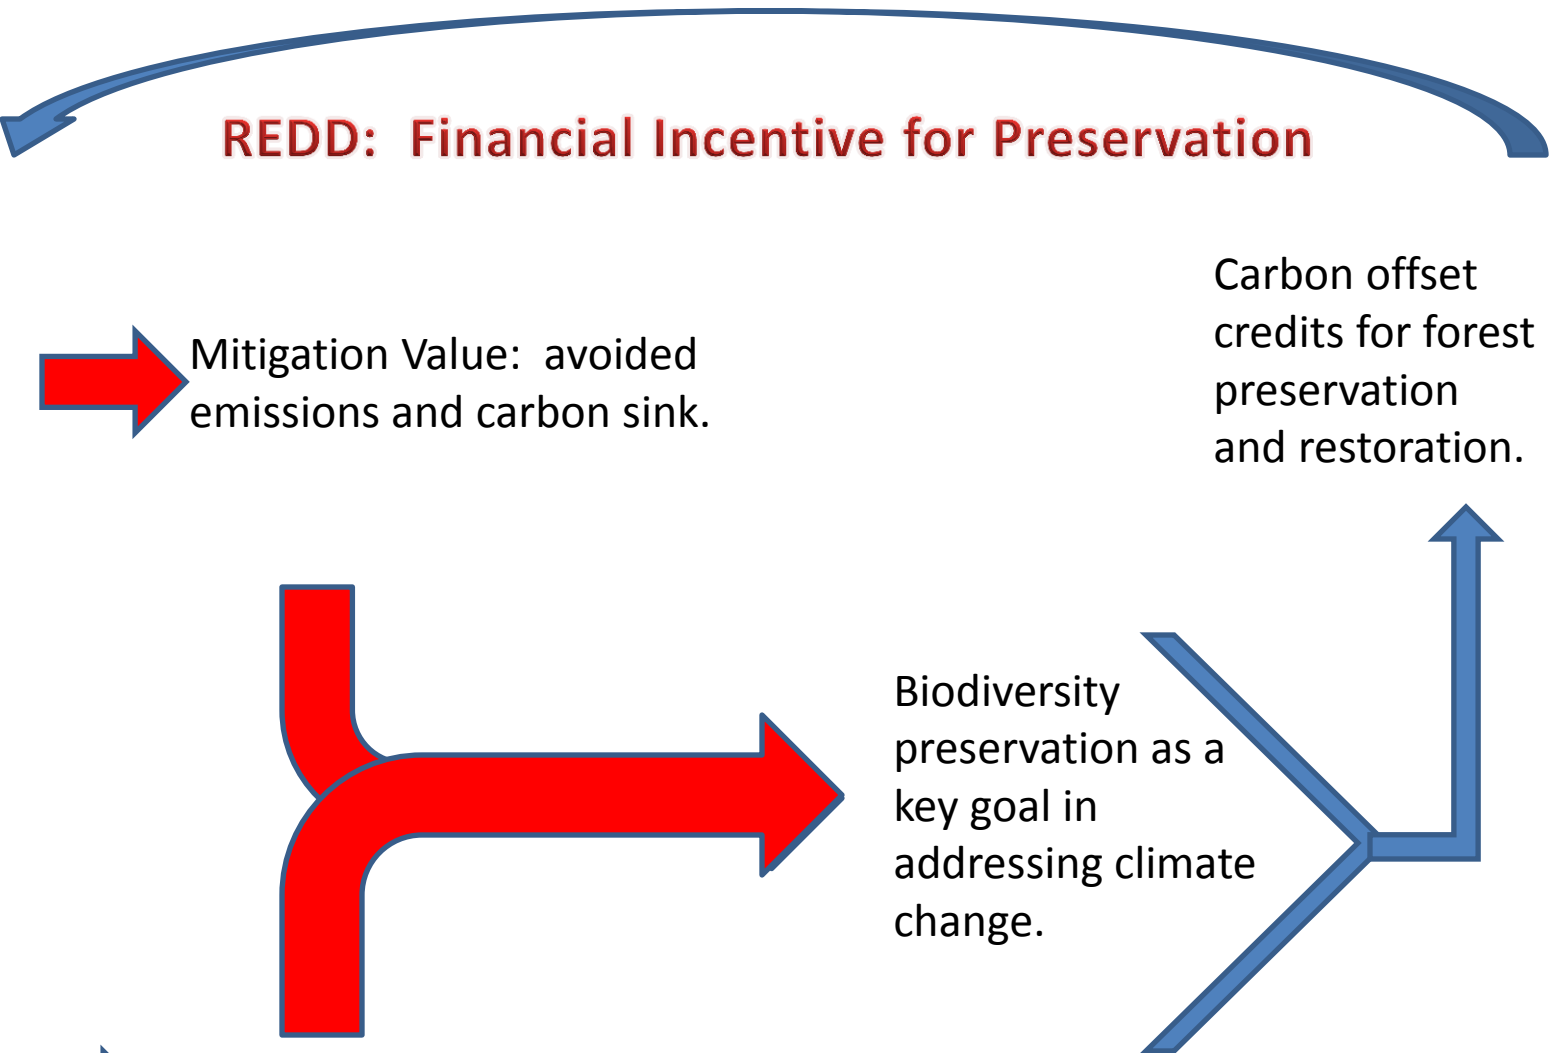 REDD:  Financial Incentive for Preservation
Mitigation Value:  avoided
emissions and carbon sink.
Carbon offset
credits for forest
preservation
and restoration.
Biodiversity
preservation as a
key goal in
addressing climate
change.